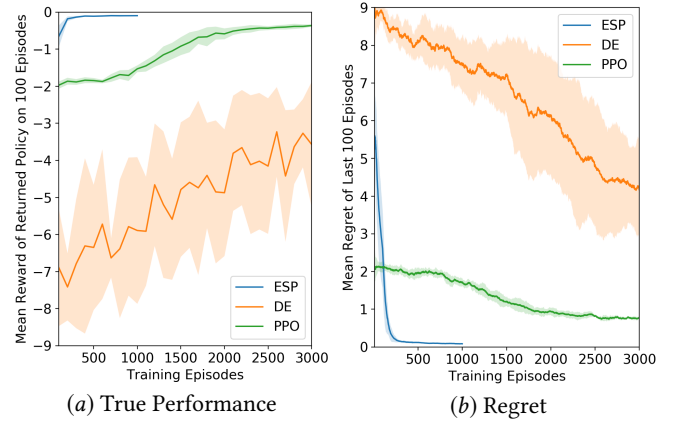 0
−1
−2
−3
−4
−5
−6
−7
−8
−9
Mean Reward of Returned Policy on 100 Episodes
ESP
DE
PPO
500 1000 1500 2000 2500 3000
Training Episodes
(a) True Performance
9
8
7
6
5
4
3
2
1
0
Mean Regret of Last 100 Episodes
ESP
DE
PPO
500 1000 1500 2000 2500 3000
Training Episodes
(b) Regret